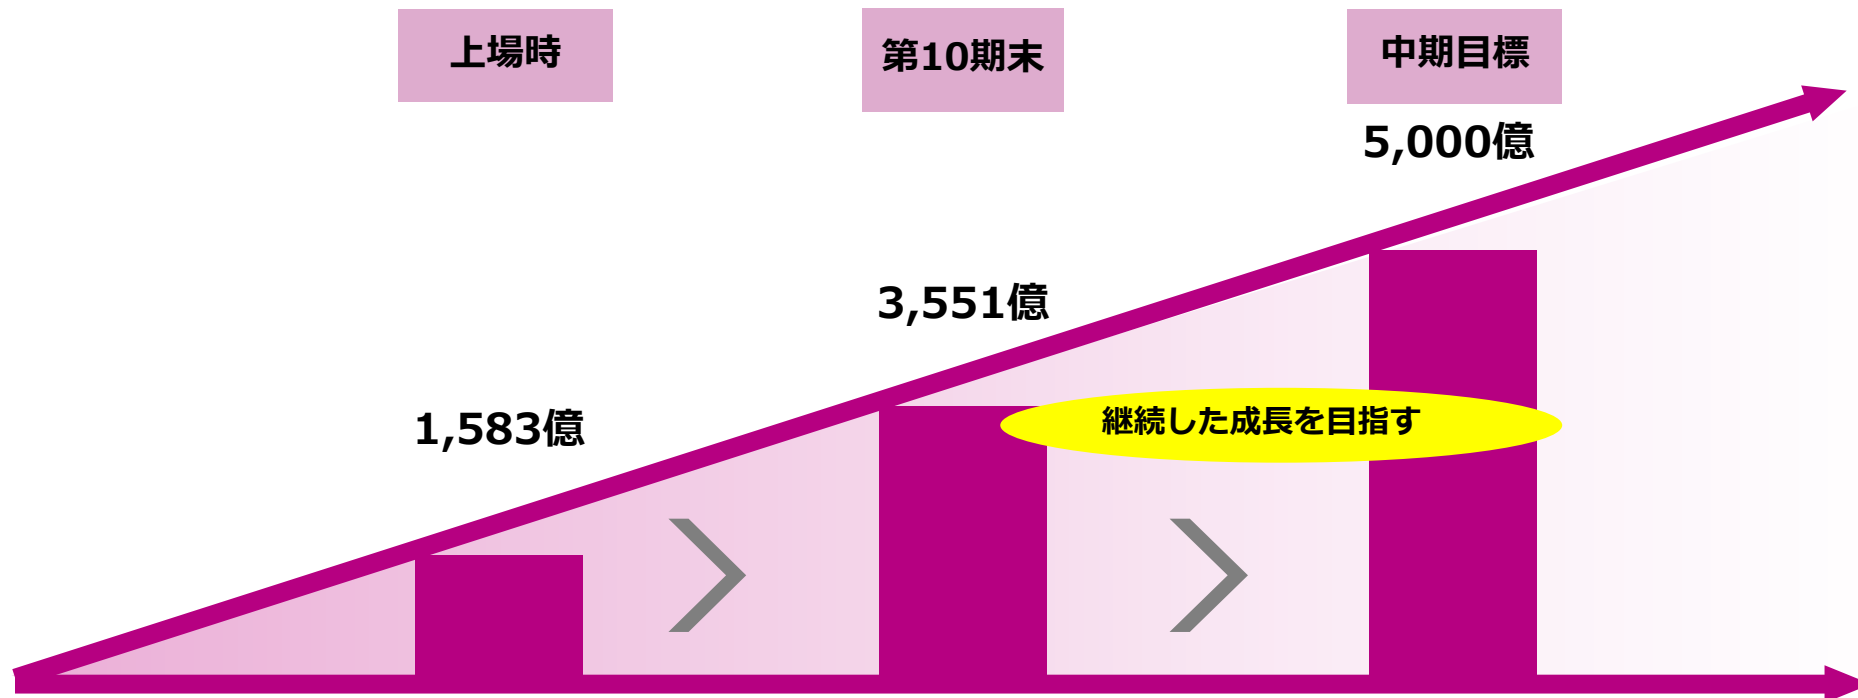 上場時
第10期末
中期目標
5,000億
3,551億
継続した成長を目指す
1,583億